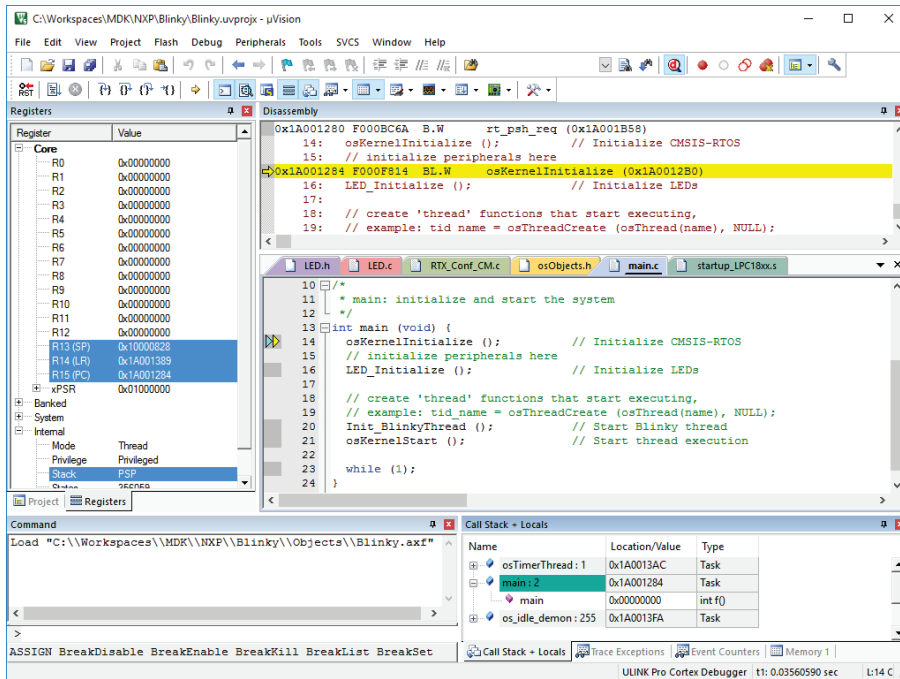 C:\Workspaces\MDK\NXP\Blinky\Blinky.uvprojx - µVision
File Edit View Project Flash Debug Peripherals Tools SVCS Window Help
RST
Registers
Register Value
Core
R0 0x00000000
R1 0x00000000
R2 0x00000000
R3 0x00000000
R4 0x00000000
R5 0x00000000
R6 0x00000000
R7 0x00000000
R8 0x00000000
R9 0x00000000
R10 0x00000000
R11 0x00000000
R12 0x00000000
R13 (SP) 0x10000828
R14 (LR) 0x1A001389
R15 (PC) 0x1A001284
xPSR 0x01000000
Banked
System
Internal
Mode Thread
Privilege Privileged
Stack PSP
States 256059
Project Registers
Disassembly
0x1A001280 F000BC6A B.W rt_psh_req (0x1A001B58)
14: osKernelInitialize (); // Initialize CMSIS-RTOS
15: // initialize peripherals here
0x1A001284 F000F814 BL.W osKernelInitialize (0x1A0012B0)
16: LED_Initialize (); // Initialize LEDs
17:
18: // create 'thread' functions that start executing,
19: // example: tid name = osThreadCreate (osThread(name), NULL);
LED.h LED.c RTX_Conf_CM.c osObjects.h main.c startup_LPC18xx.s
10 /*
11 * main: initialize and start the system
12 */
13 int main (void) {
14 osKernelInitialize (); // Initialize CMSIS-RTOS
15 // initialize peripherals here
16 LED_Initialize (); // Initialize LEDs
17
18 // create 'thread' functions that start executing,
19 // example: tid_name = osThreadCreate (osThread(name), NULL);
20 Init_BlinkyThread (); // Start Blinky thread
21 osKernelStart (); // Start thread execution
22
23 while (1);
24 }
Command
Load "C:\\Workspaces\\MDK\\NXP\\Blinky\\Objects\\Blinky.axf"
>
ASSIGN BreakDisable BreakEnable BreakKill BreakList BreakSet
Call Stack + Locals
Name Location/Value Type
osTimerThread : 1 0x1A0013AC Task
main : 2 0x1A001284 Task
main 0x00000000 int f()
os_idle_demon : 255 0x1A0013FA Task
Call Stack + Locals Trace Exceptions Event Counters Memory 1
ULINK Pro Cortex Debugger t1: 0.03560590 sec L:14 C